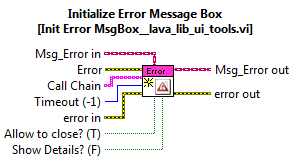 Initialize Error Message Box
[Init Error MsgBox__lava_lib_ui_tools.vi]
Msg_Error in
Error
Call Chain
Timeout (-1)
error in
Allow to close? (T)
Show Details? (F)
Error
Msg_Error out
error out